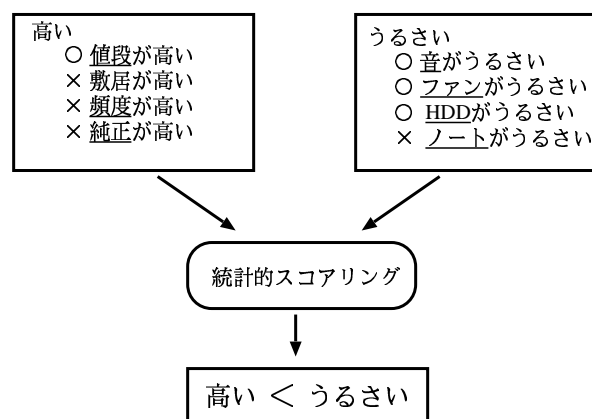 高い
○ 値段が高い
× 敷居が高い
× 頻度が高い
× 純正が高い
うるさい
○ 音がうるさい
○ ファンがうるさい
○ HDDがうるさい
× ノートがうるさい
統計的スコアリング
高い < うるさい